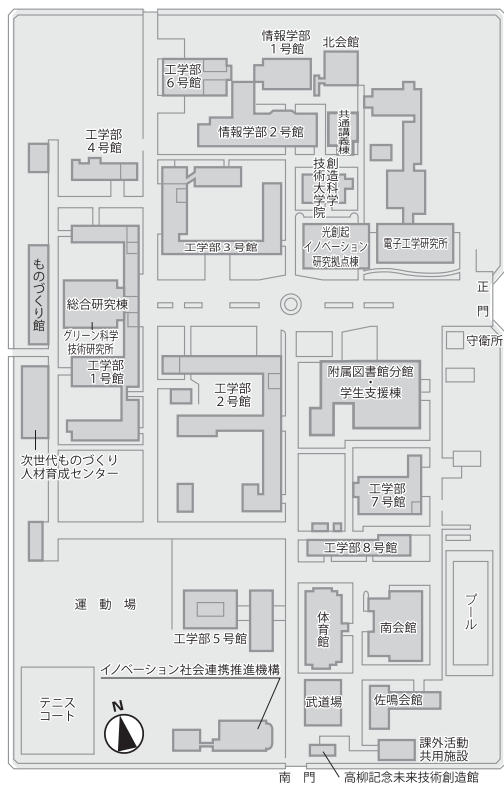 情報学部
1号館
北会館
工学部
6号館
共通講義棟
情報学部2号館
工学部
4号館
創造科学
技術大学院
工学部3号館
光創起
イノベーション
研究拠点棟
電子工学研究所
ものづくり館
正門
総合研究棟
守衛所
グリーン科学
技術研究所
工学部
1号館
附属図書館分館
・
学生支援棟
工学部
2号館
次世代ものづくり
人材育成センター
工学部
7号館
工学部8号館
運動場
プール
体育館
南会館
工学部5号館
イノベーション社会連携推進機構
テニス
コート
N
武道場
佐鳴会館
課外活動
共用施設
南門
高柳記念未来技術創造館